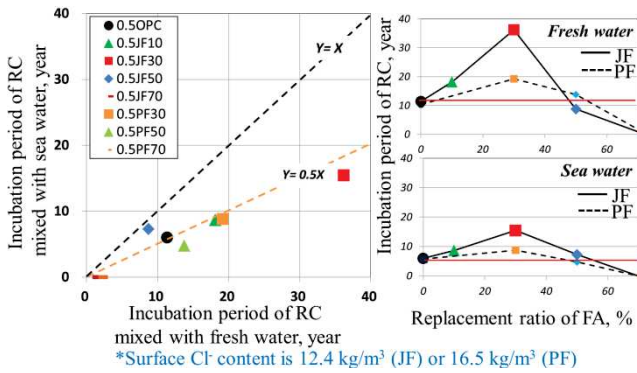 Incubation period of RC
mixed with sea water, year
40
30
20
10
0
0.5OPC
0.5JF10
0.5JF30
0.5JF50
0.5JF70
0.5PF30
0.5PF50
0.5PF70
Y= X
Y= 0.5X
0
10
20
30
40
Incubation period of RC
mixed with fresh water, year
Incubation period of RC, year
40
30
20
10
0
Fresh water
JF
PF
40
30
20
10
0
Sea water
JF
PF
0
20
40
60
Replacement ratio of FA, %
*Surface Cl⁻ content is 12.4 kg/m³ (JF) or 16.5 kg/m³ (PF)